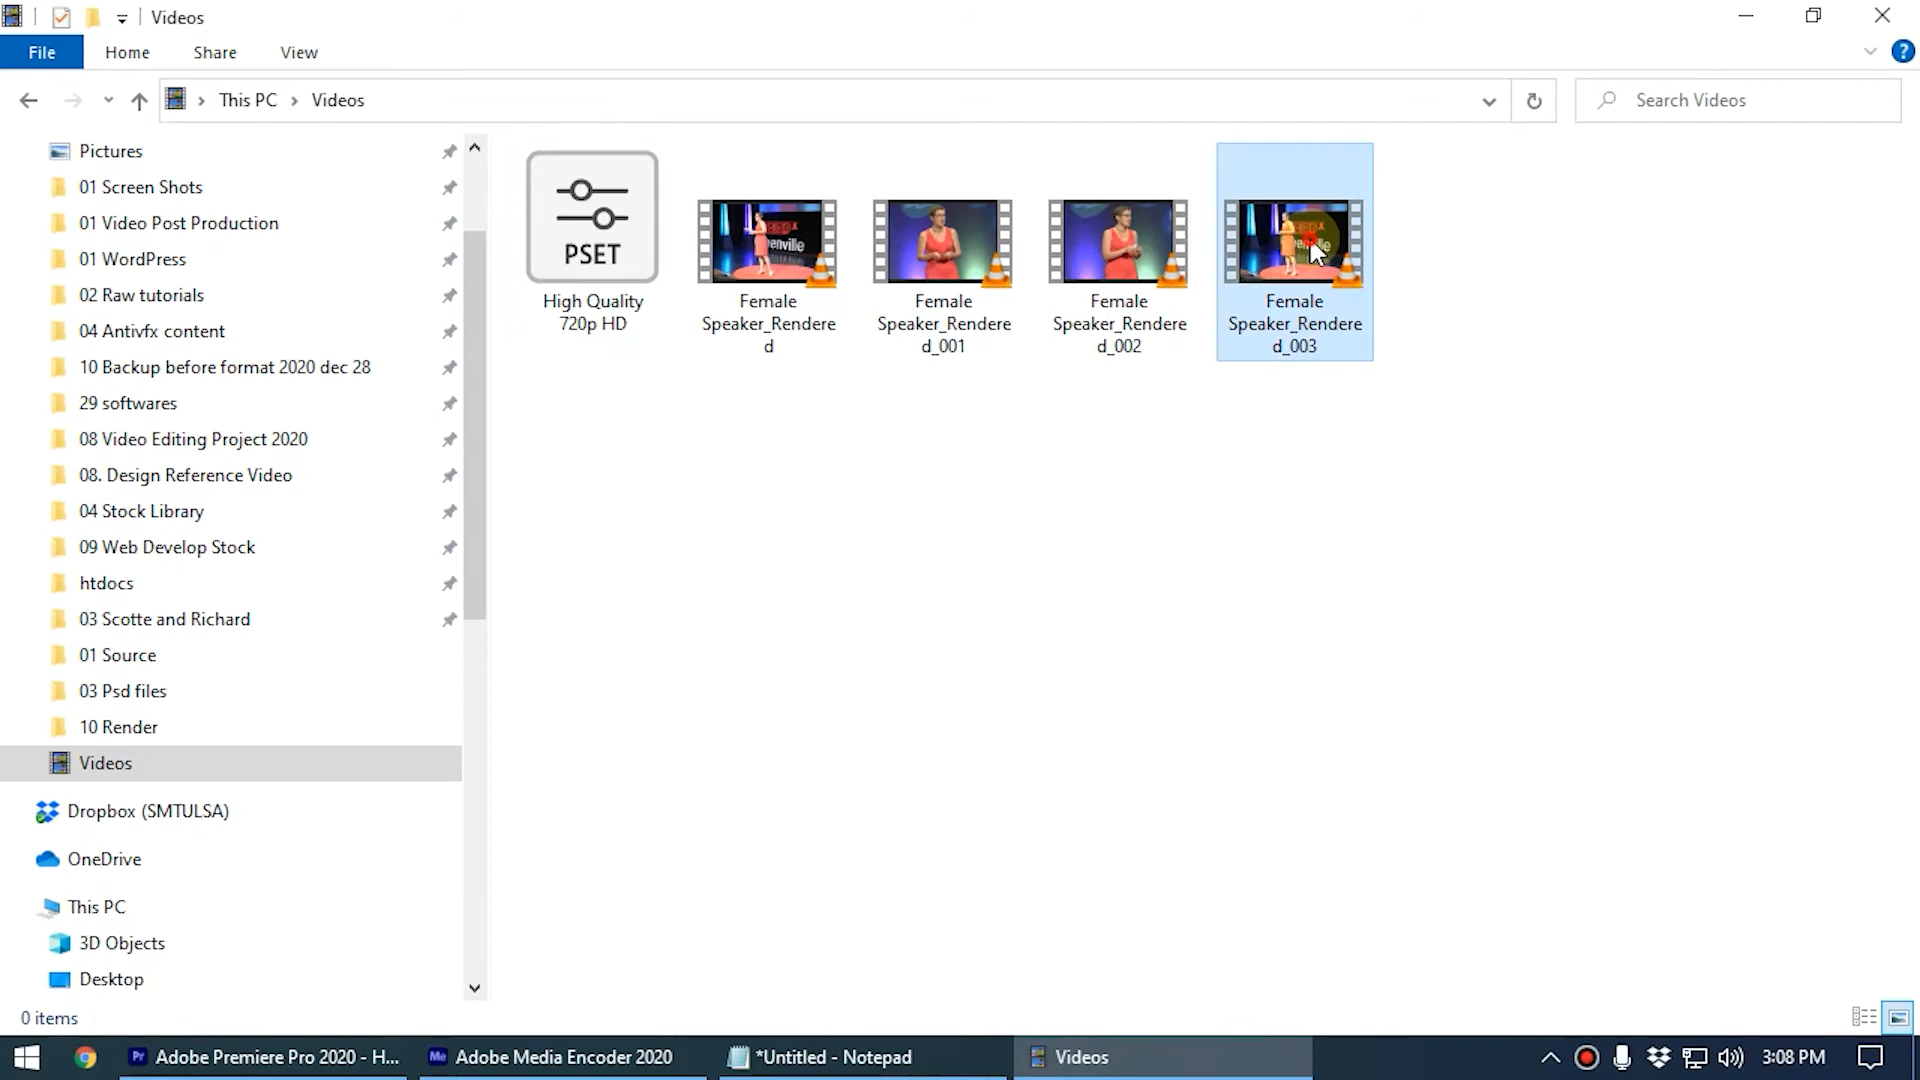 Videos
File
Home
Share
View
?
This PC
Videos
Search Videos
Pictures
01 Screen Shots
01 Video Post Production
01 WordPress
02 Raw tutorials
04 Antivfx content
10 Backup before format 2020 dec 28
29 softwares
08 Video Editing Project 2020
08. Design Reference Video
04 Stock Library
09 Web Develop Stock
htdocs
03 Scotte and Richard
01 Source
03 Psd files
10 Render
Videos
Dropbox (SMTULSA)
OneDrive
This PC
3D Objects
Desktop
PSET
High Quality
720p HD
Female
Speaker_Rendere
d
Female
Speaker_Rendere
d_001
Female
Speaker_Rendere
d_002
Female
Speaker_Rendere
d_003
0 items
Pr
Adobe Premiere Pro 2020 - H...
Me
Adobe Media Encoder 2020
*Untitled - Notepad
Videos
3:08 PM